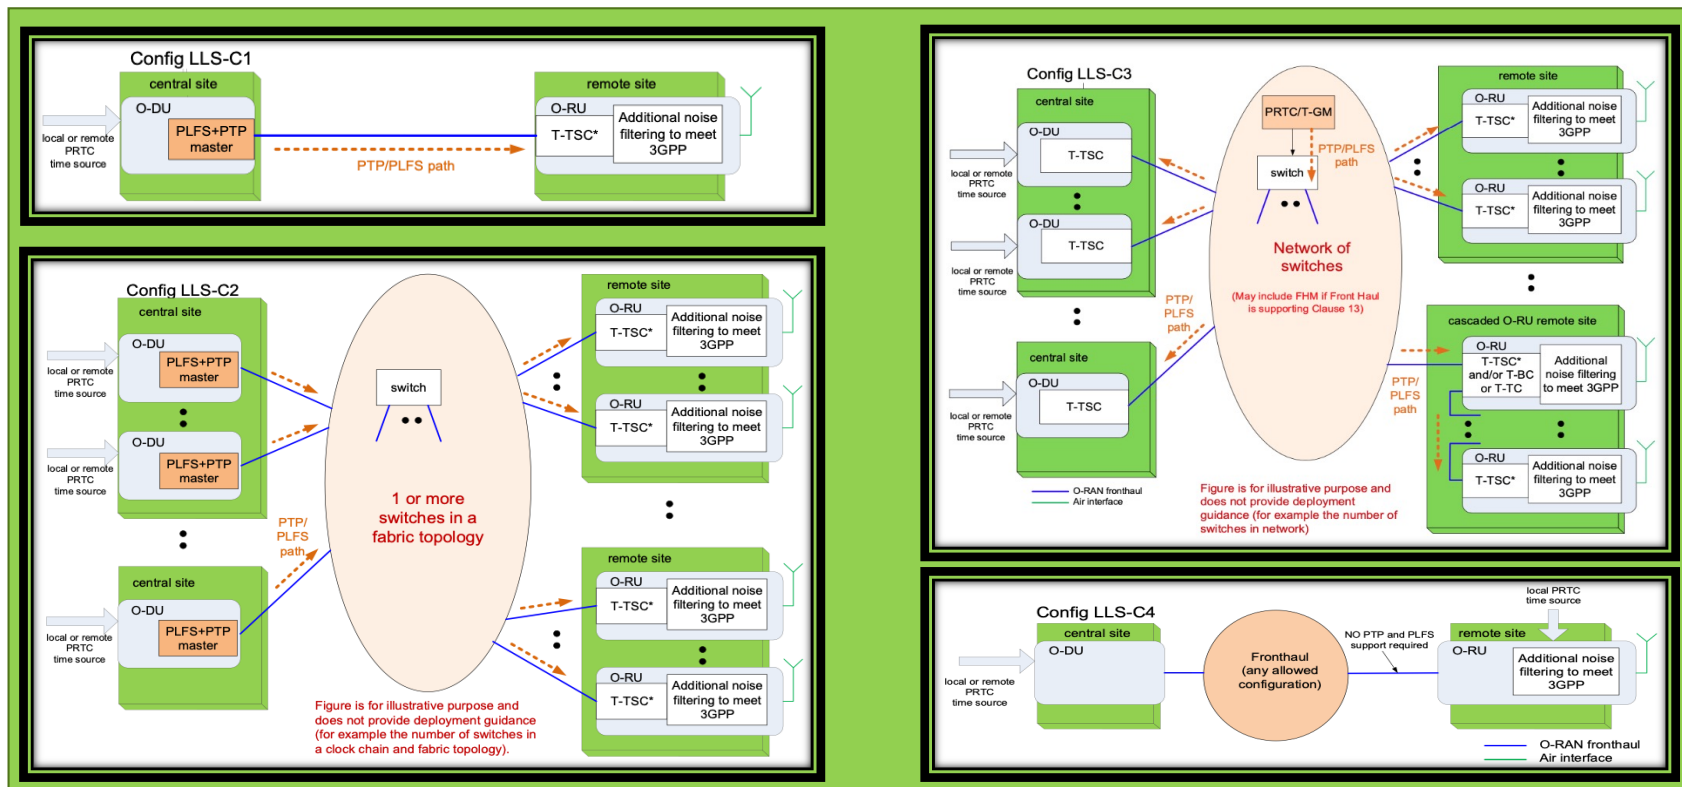 Config LLS-C1
central site
O-DU
PLFS+PTP
master
local or remote
PRTC
time source
PTP/PLFS path
remote site
O-RU
T-TSC*
Additional noise
filtering to meet
3GPP
Config LLS-C2
central site
O-DU
PLFS+PTP
master
local or remote
PRTC
time source
O-DU
PLFS+PTP
master
local or remote
PRTC
time source
central site
O-DU
PLFS+PTP
master
local or remote
PRTC
time source
PTP/
PLFS
path
switch
1 or more
switches in a
fabric topology
remote site
O-RU
T-TSC*
Additional noise
filtering to meet
3GPP
O-RU
T-TSC*
Additional noise
filtering to meet
3GPP
remote site
O-RU
T-TSC*
Additional noise
filtering to meet
3GPP
O-RU
T-TSC*
Additional noise
filtering to meet
3GPP
Figure is for illustrative purpose and
does not provide deployment guidance
(for example the number of switches in
a clock chain and fabric topology).
Config LLS-C3
central site
O-DU
T-TSC
local or remote
PRTC
time source
O-DU
T-TSC
local or remote
PRTC
time source
central site
O-DU
T-TSC
local or remote
PRTC
time source
PTP/
PLFS
path
PRTC/T-GM
PTP/PLFS
path
switch
Network of
switches
(May include FHM if Front Haul
is supporting Clause 13)
remote site
O-RU
T-TSC*
Additional noise
filtering to meet
3GPP
O-RU
T-TSC*
Additional noise
filtering to meet
3GPP
cascaded O-RU remote site
O-RU
T-TSC*
and/or T-BC
or T-TC
Additional
noise filtering
to meet 3GPP
PTP/
PLFS
path
O-RU
T-TSC*
Additional noise
filtering to meet
3GPP
O-RAN fronthaul
Air interface
Figure is for illustrative purpose and
does not provide deployment
guidance (for example the number of
switches in network)
Config LLS-C4
central site
O-DU
local or remote
PRTC
time source
Fronthaul
(any allowed
configuration)
NO PTP and PLFS
support required
local PRTC
time source
remote site
O-RU
Additional noise
filtering to meet
3GPP
O-RAN fronthaul
Air interface